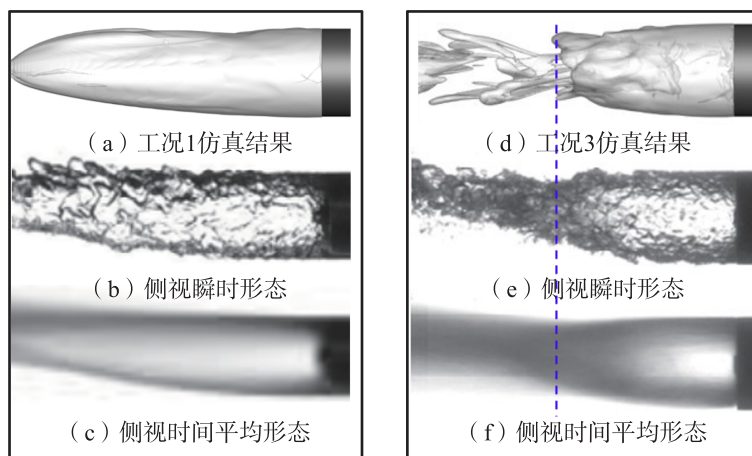 （a）工况1仿真结果
（b）侧视瞬时形态
（c）侧视时间平均形态
（d）工况3仿真结果
（e）侧视瞬时形态
（f）侧视时间平均形态